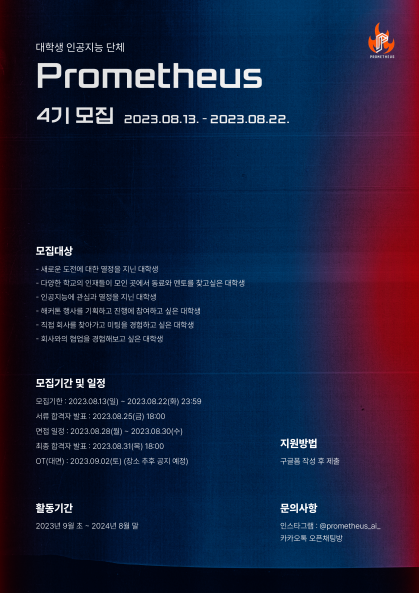 대학생 인공지능 단체
PROMETHEUS
Prometheus
4기 모집 2023.08.13. - 2023.08.22.
모집대상
- 새로운 도전에 대한 열정을 지닌 대학생
- 다양한 학교의 인재들이 모인 곳에서 동료와 멘토를 찾고싶은 대학생
- 인공지능에 관심과 열정을 지닌 대학생
- 해커톤 행사를 기획하고 진행에 참여하고 싶은 대학생
- 직접 회사를 찾아가고 미팅을 경험하고 싶은 대학생
- 회사와의 협업을 경험해보고 싶은 대학생
모집기간 및 일정
모집기한 : 2023.08.13(일) ~ 2023.08.22(화) 23:59
서류 합격자 발표 : 2023.08.25(금) 18:00
면접 일정 : 2023.08.28(월) ~ 2023.08.30(수)
최종 합격자 발표 : 2023.08.31(목) 18:00
OT(대면) : 2023.09.02(토) (장소 추후 공지 예정)
지원방법
구글폼 작성 후 제출
활동기간
2023년 9월 초 ~ 2024년 8월 말
문의사항
인스타그램 : @prometheus_ai_
카카오톡 오픈채팅방